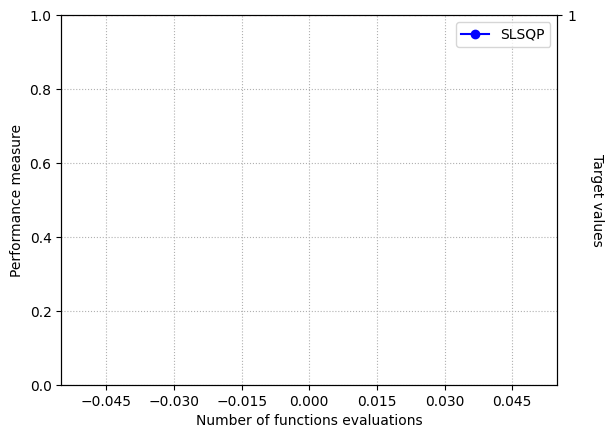 1.0
0.8
0.6
0.4
0.2
0.0
Performance measure
−0.045 −0.030 −0.015 0.000 0.015 0.030 0.045
Number of functions evaluations
SLSQP
1
Target values